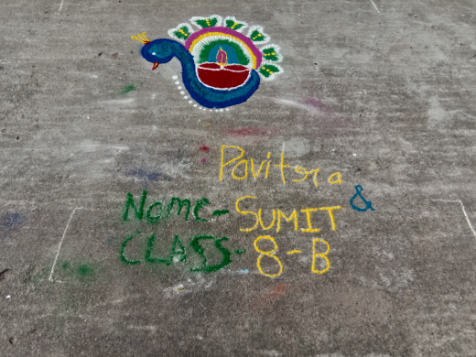 Pavitra &
Name- SUMIT
CLASS- 8-B